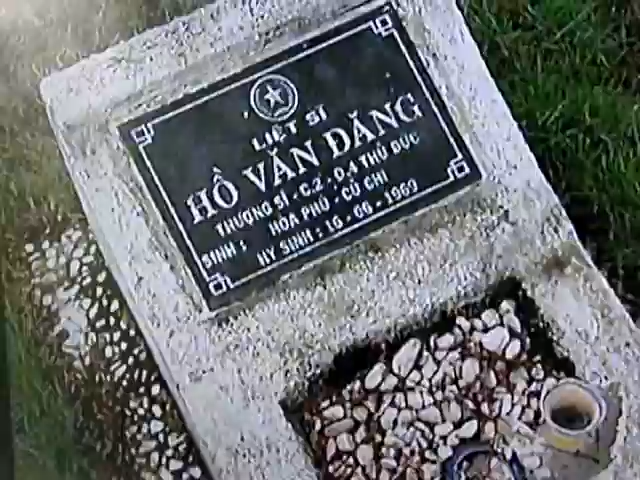 LIỆT SĨ
HỒ VĂN ĐĂNG
THƯỢNG SĨ - C.2 - D.4 THỦ ĐỨC
SINH : HÒA PHÚ - CỦ CHI
HY SINH : 16 - 06 - 1969